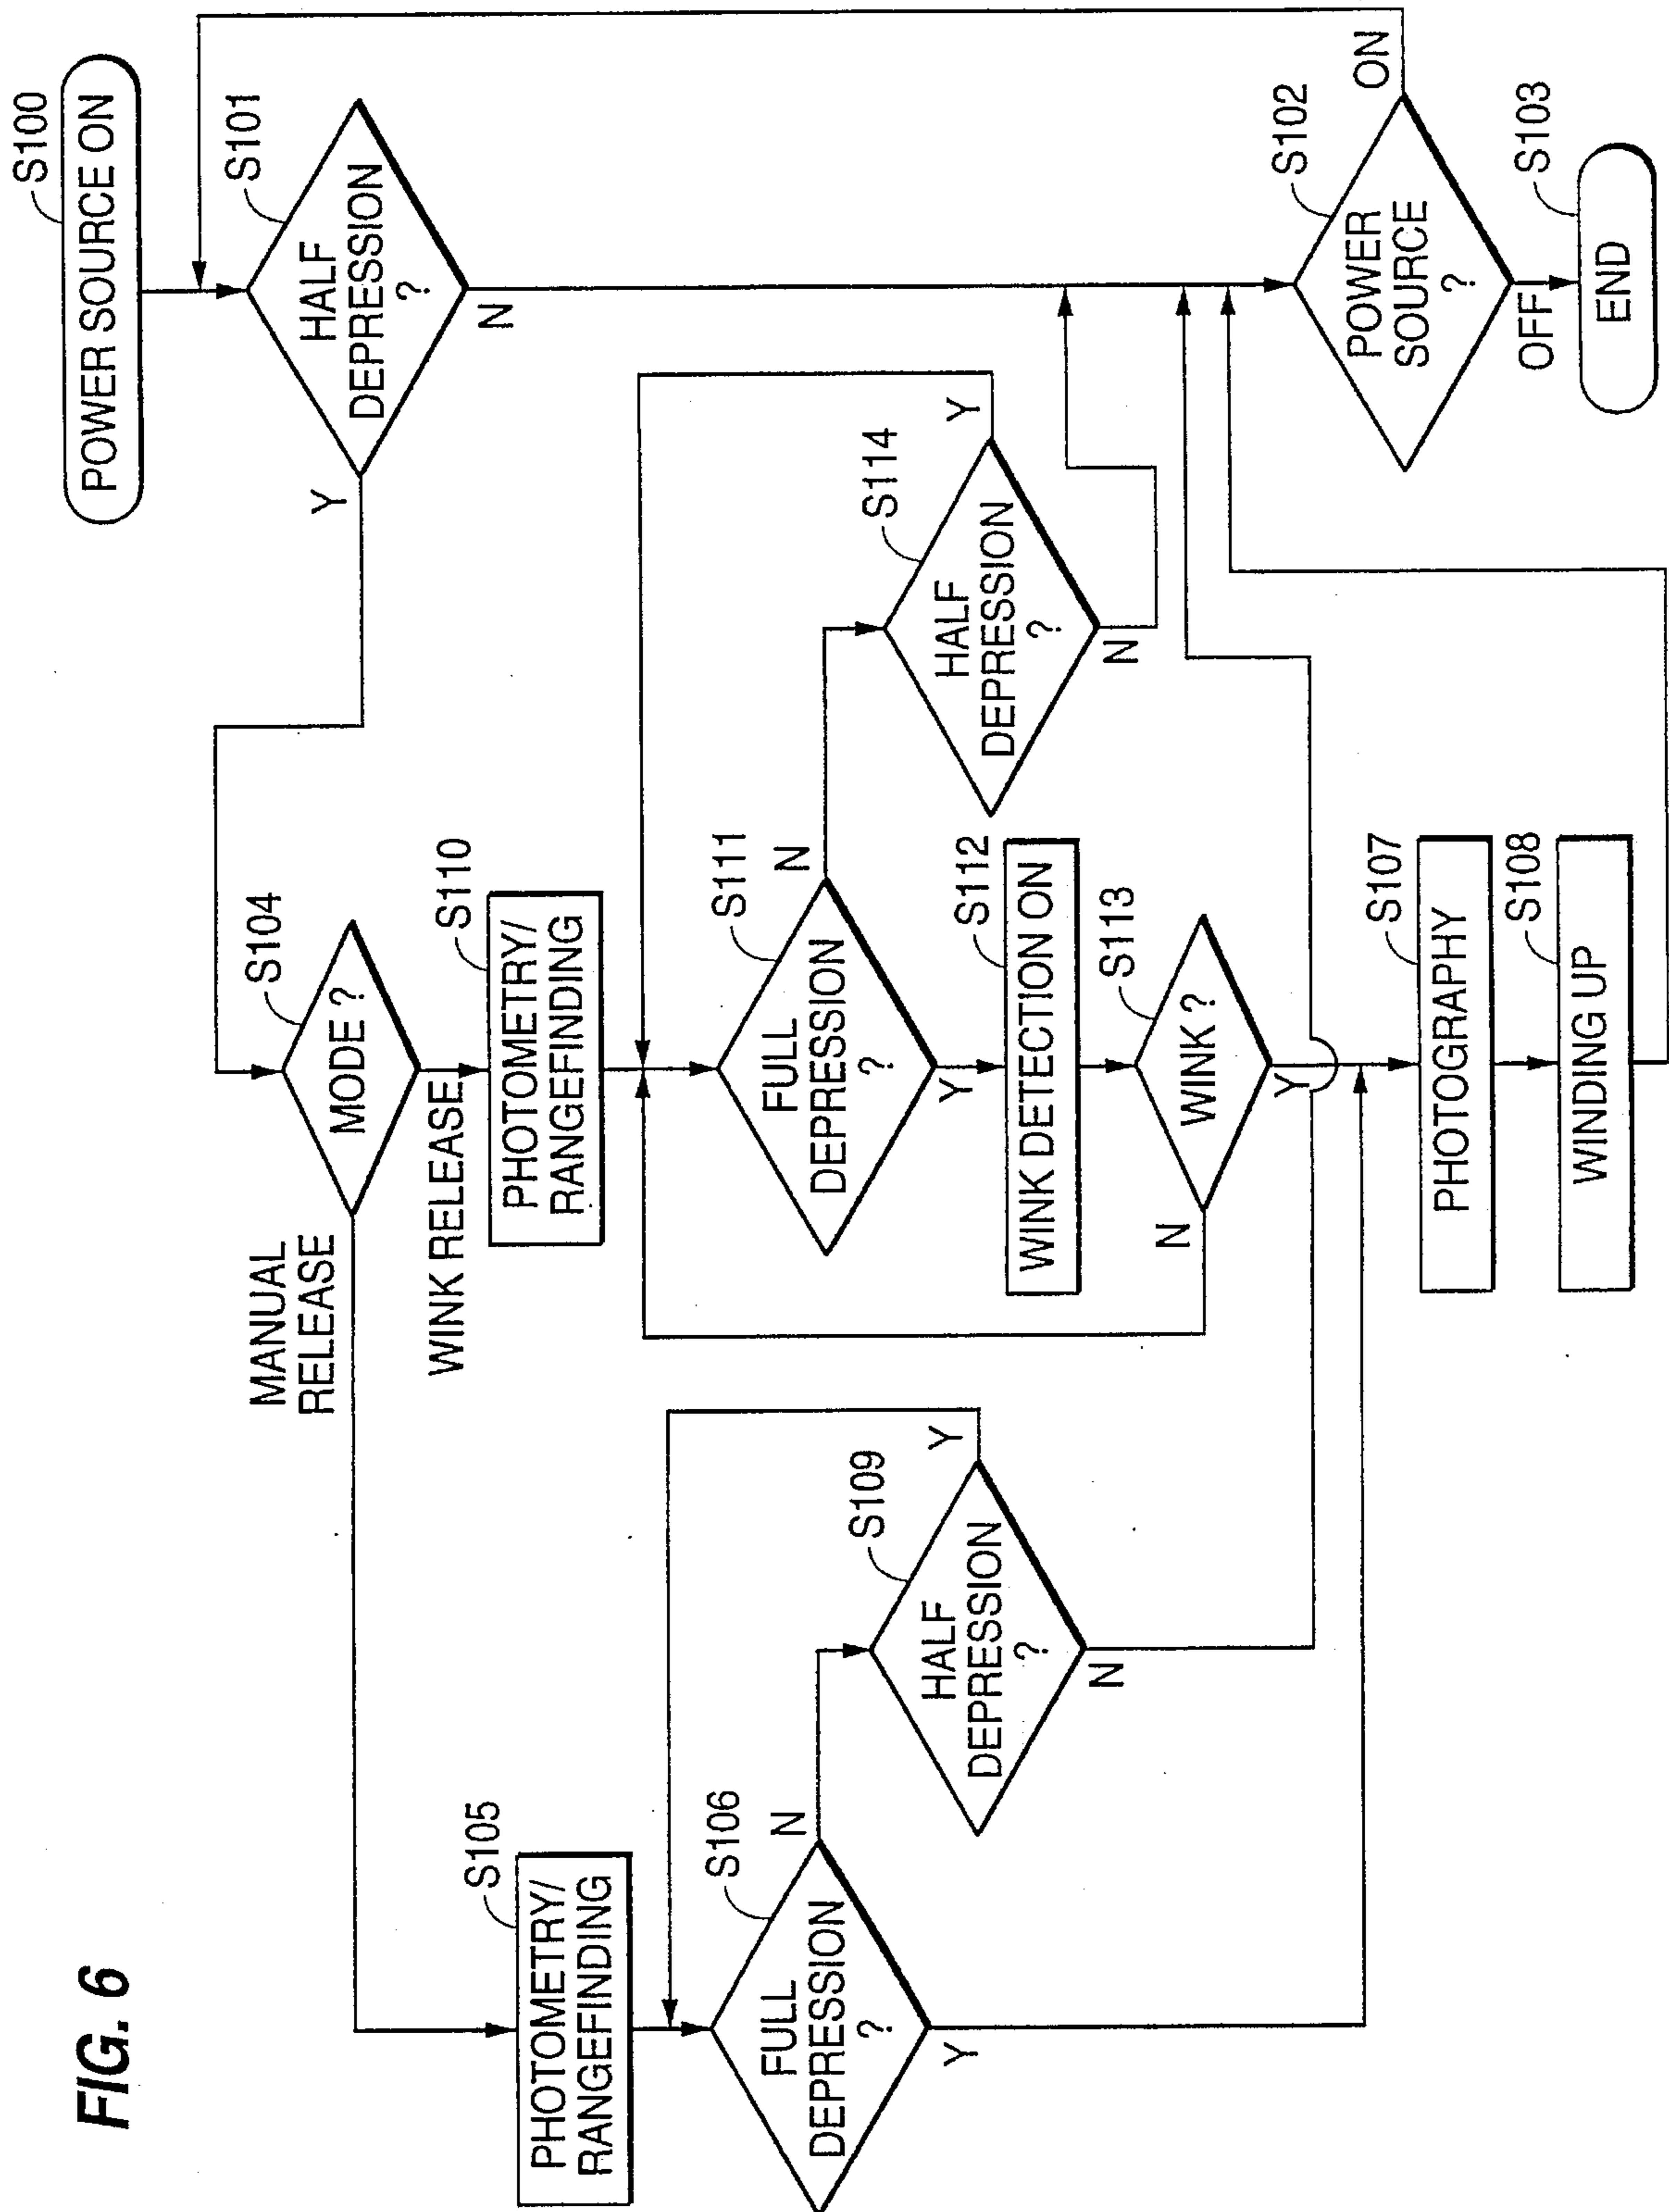 FIG. 6
S100
POWER SOURCE ON
S101
HALF
DEPRESSION
?
Y
N
S104
MODE ?
MANUAL
RELEASE
WINK RELEASE
S105
PHOTOMETRY/
RANGEFINDING
S110
PHOTOMETRY/
RANGEFINDING
S106
FULL
DEPRESSION
?
N
Y
S109
HALF
DEPRESSION
?
Y
N
S111
FULL
DEPRESSION
?
N
Y
S114
HALF
DEPRESSION
?
Y
N
S112
WINK DETECTION ON
S113
WINK ?
N
Y
S107
PHOTOGRAPHY
S108
WINDING UP
S102
POWER
SOURCE
?
ON
OFF
S103
END